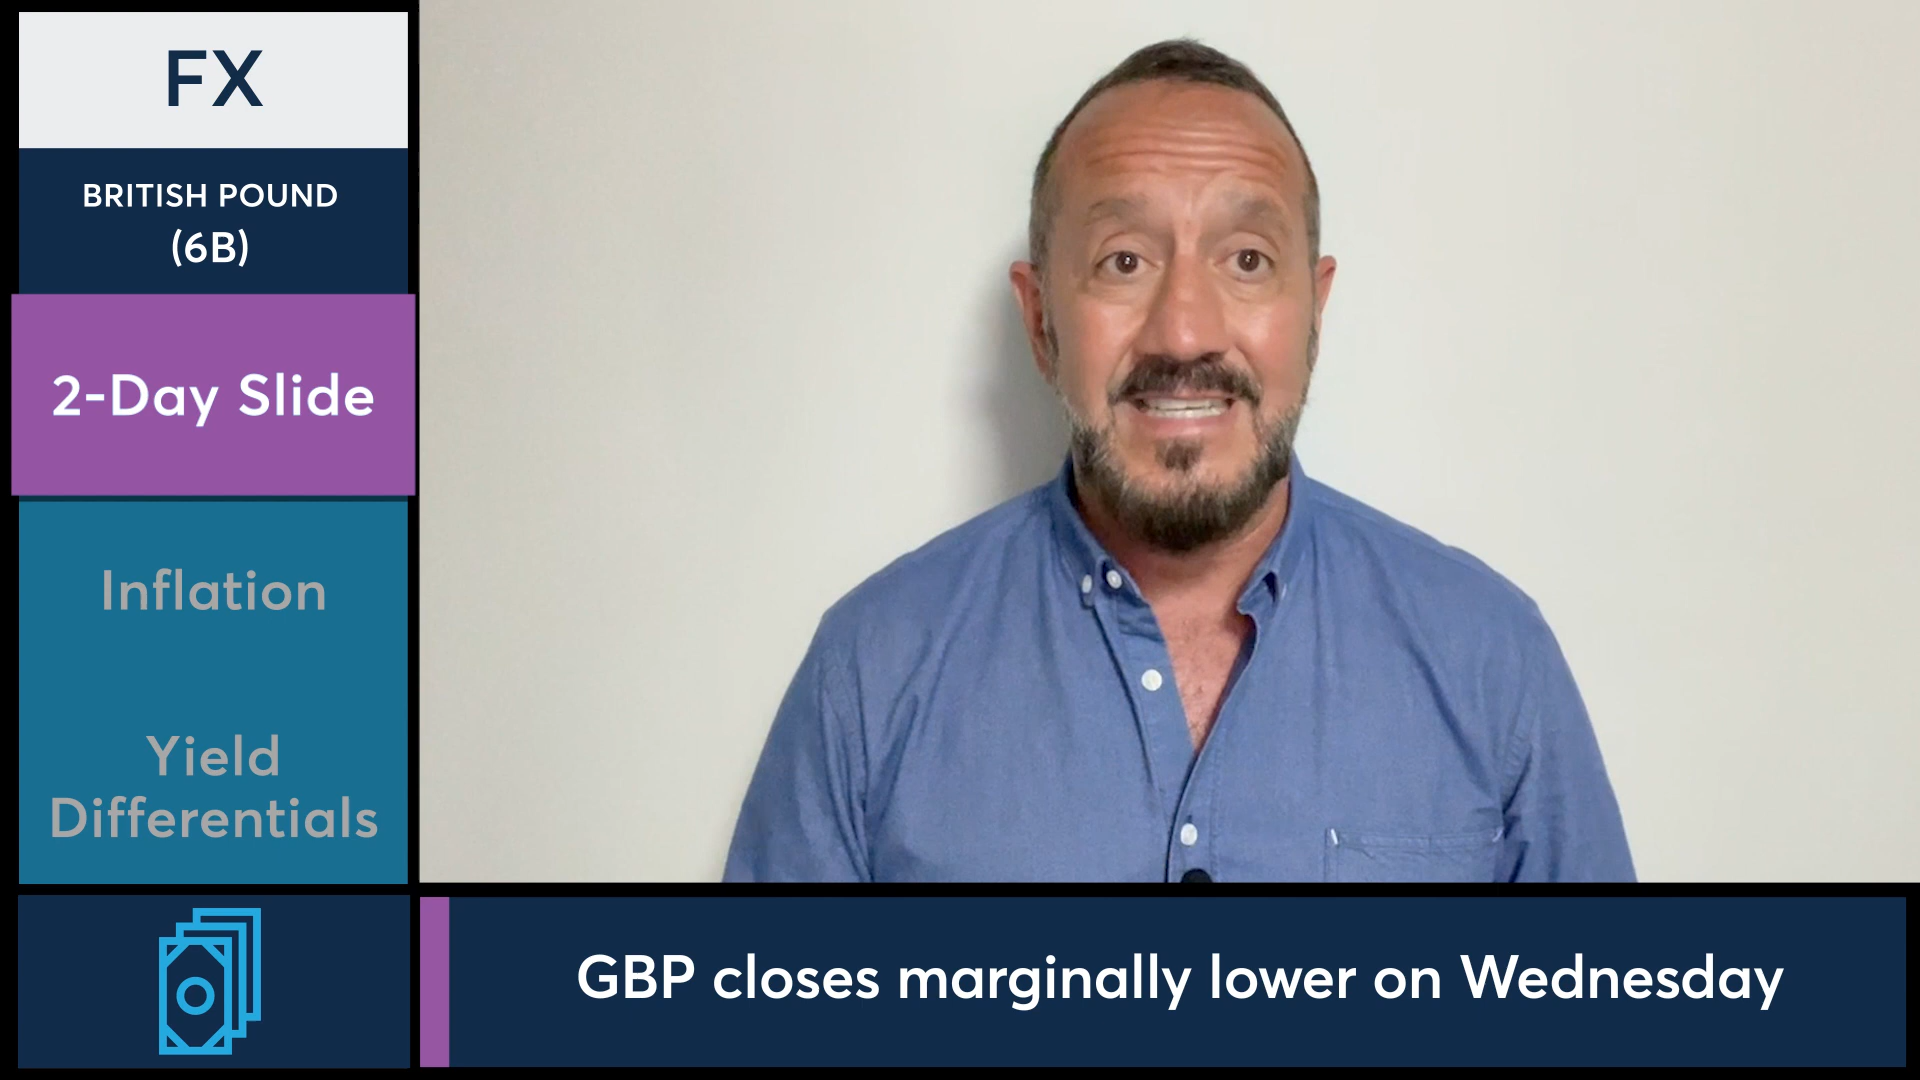 FX
BRITISH POUND
(6B)
2-Day Slide
Inflation
Yield
Differentials
GBP closes marginally lower on Wednesday